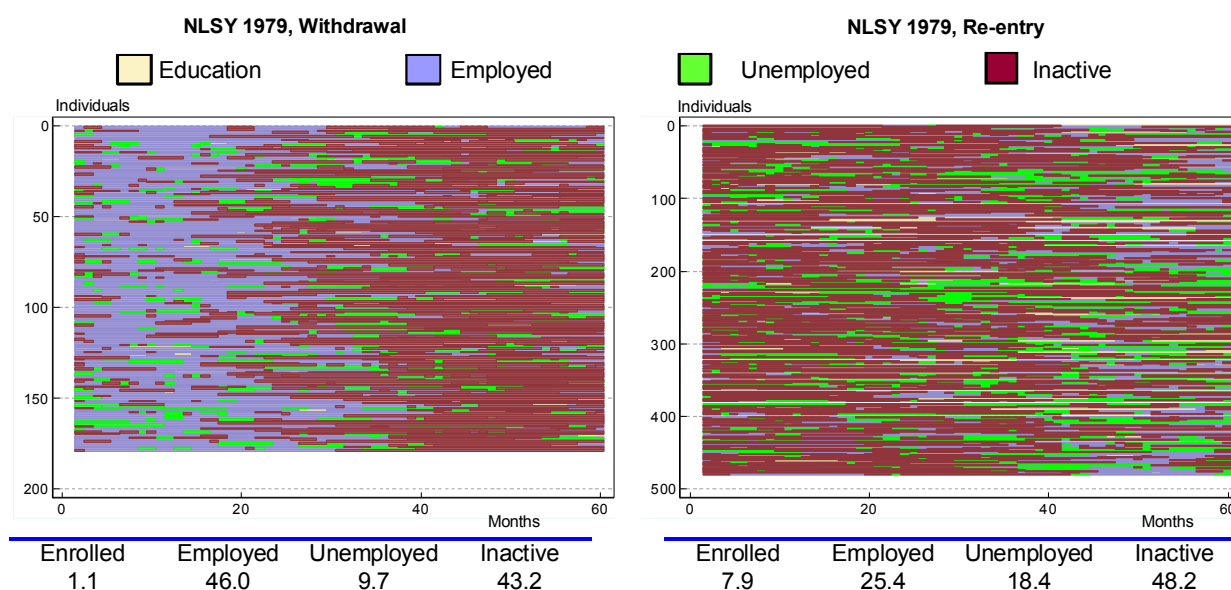 NLSY 1979, Withdrawal
NLSY 1979, Re-entry
Education
Employed
Unemployed
Inactive
Individuals
0
50
100
150
200
0
20
40
60
Months
Individuals
0
100
200
300
400
500
0
20
40
60
Months
Enrolled Employed Unemployed Inactive
1.1 46.0 9.7 43.2
Enrolled Employed Unemployed Inactive
7.9 25.4 18.4 48.2